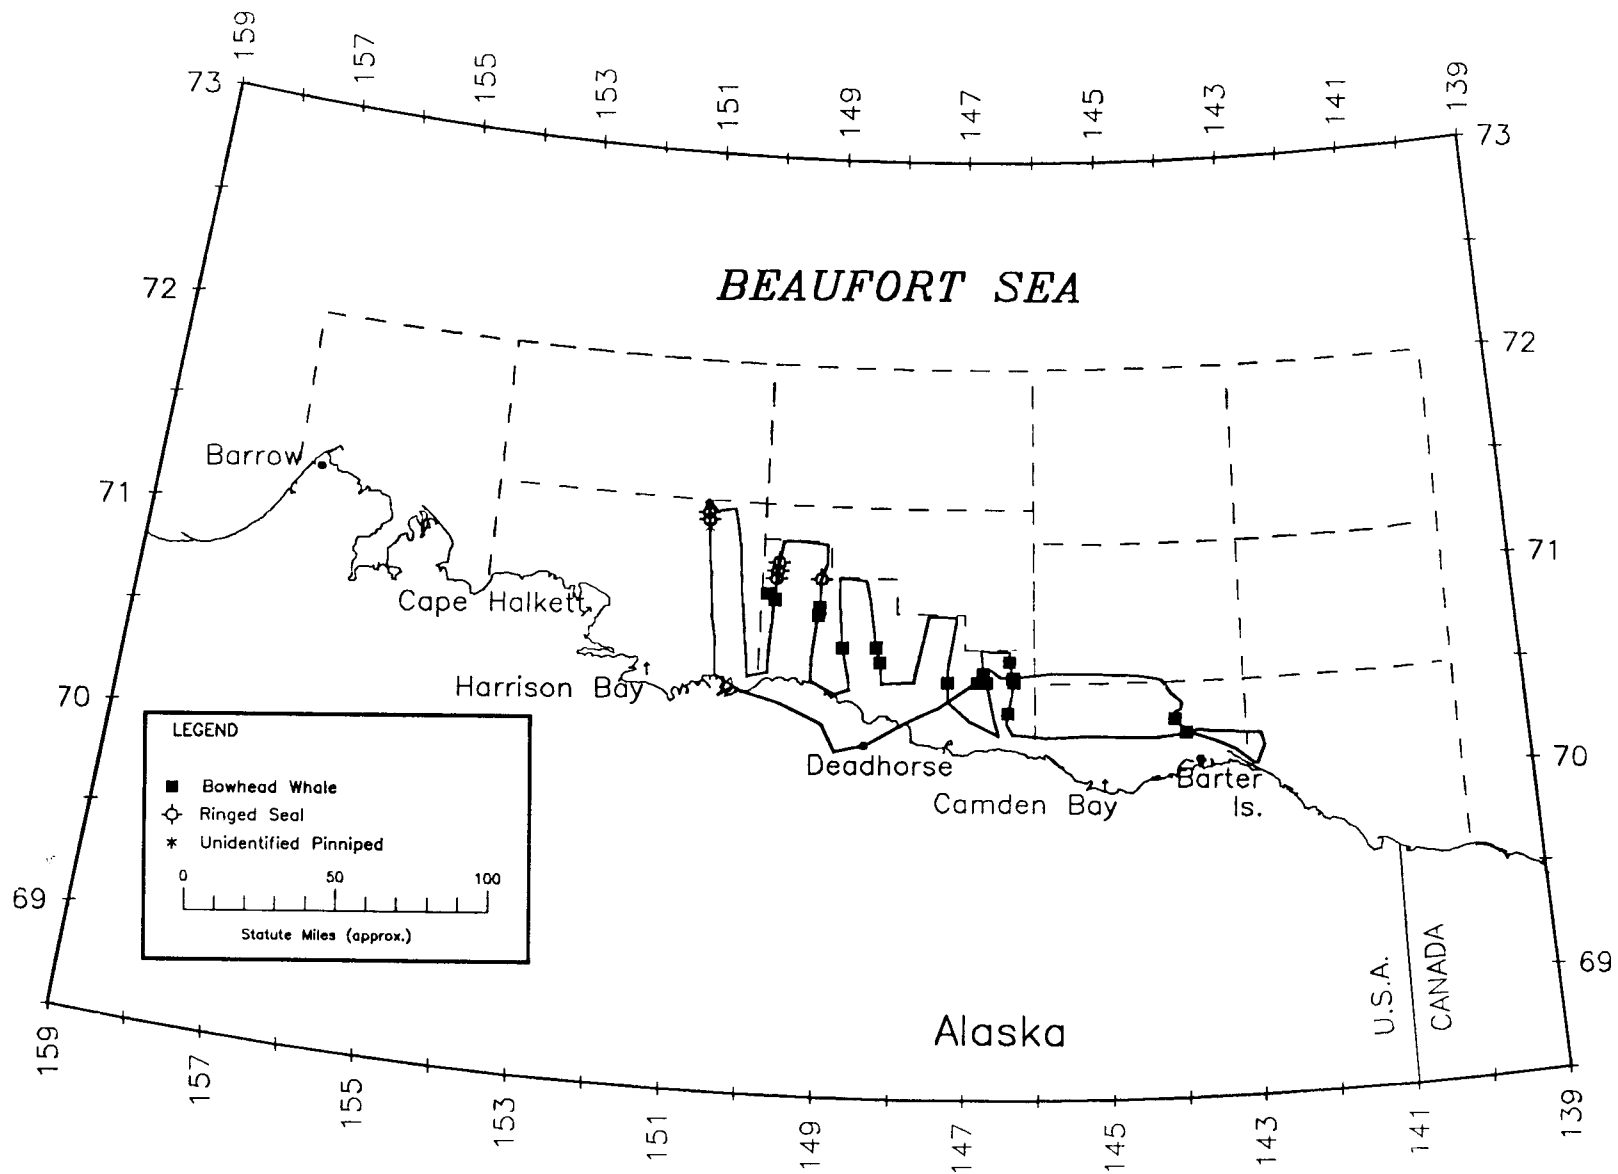 159
157
155
153
151
149
147
145
143
141
139
73
73
72
72
BEAUFORT SEA
Barrow
71
71
Cape Halkett
Harrison Bay
70
70
Deadhorse
Camden Bay
Barter
Is.
LEGEND
Bowhead Whale
Ringed Seal
Unidentified Pinniped
0 50 100
Statute Miles (approx.)
69
69
U.S.A.
CANADA
Alaska
159
157
155
153
151
149
147
145
143
141
139